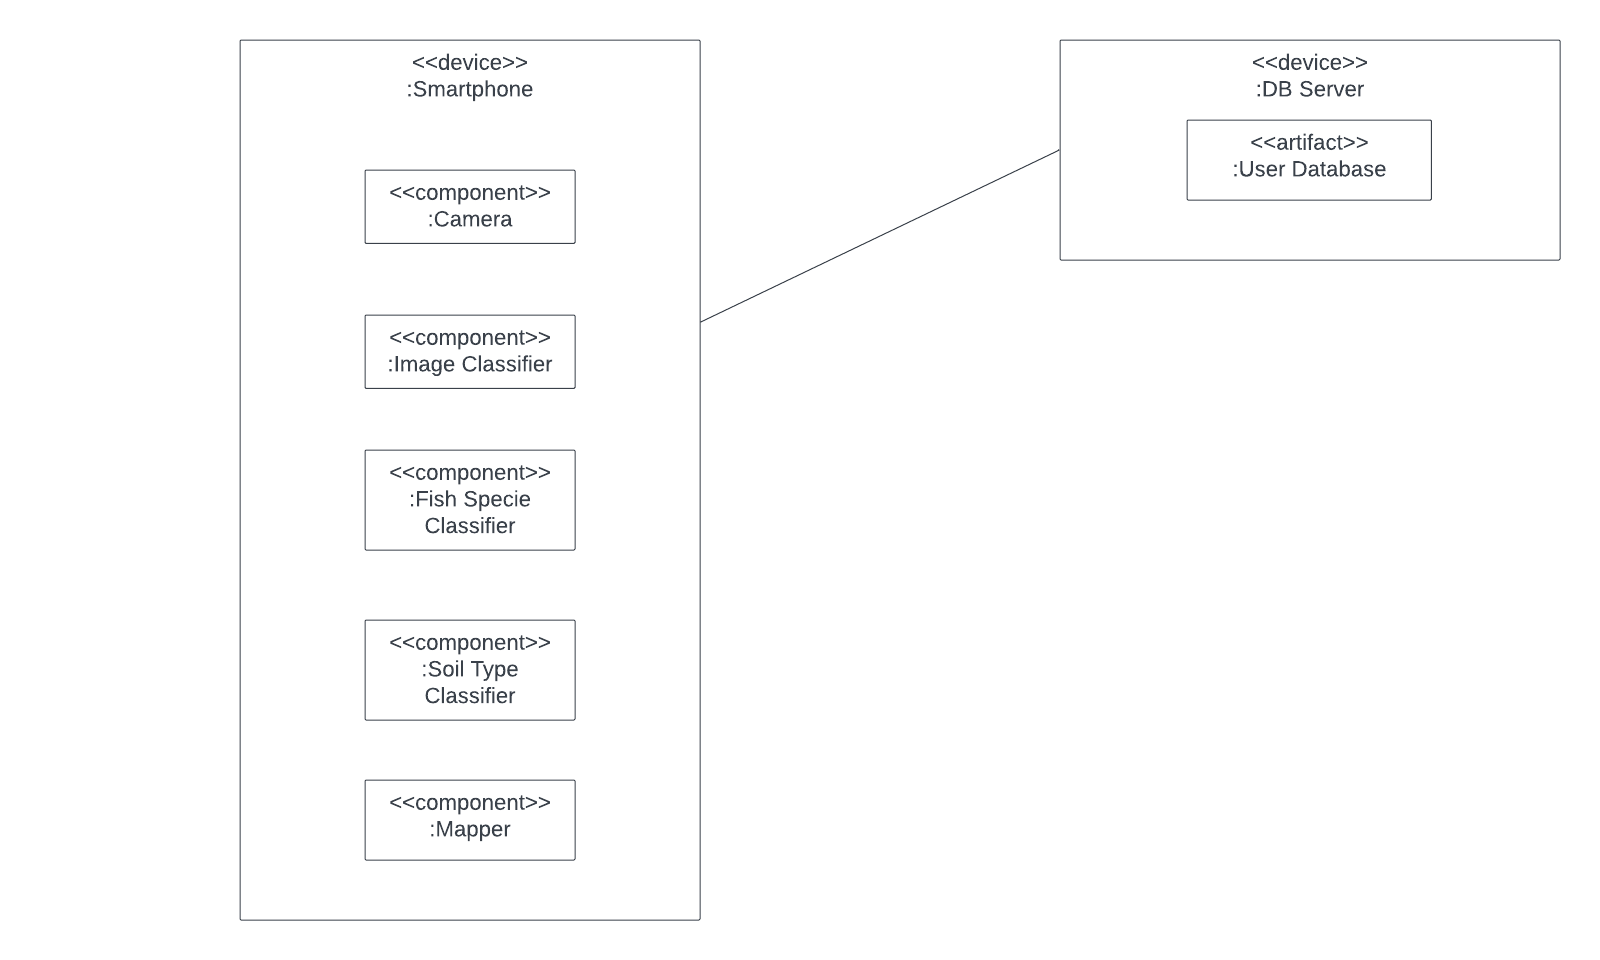 <<device>>
:Smartphone
<<component>>
:Camera
<<component>>
:Image Classifier
<<component>>
:Fish Specie
Classifier
<<component>>
:Soil Type
Classifier
<<component>>
:Mapper
<<device>>
:DB Server
<<artifact>>
:User Database